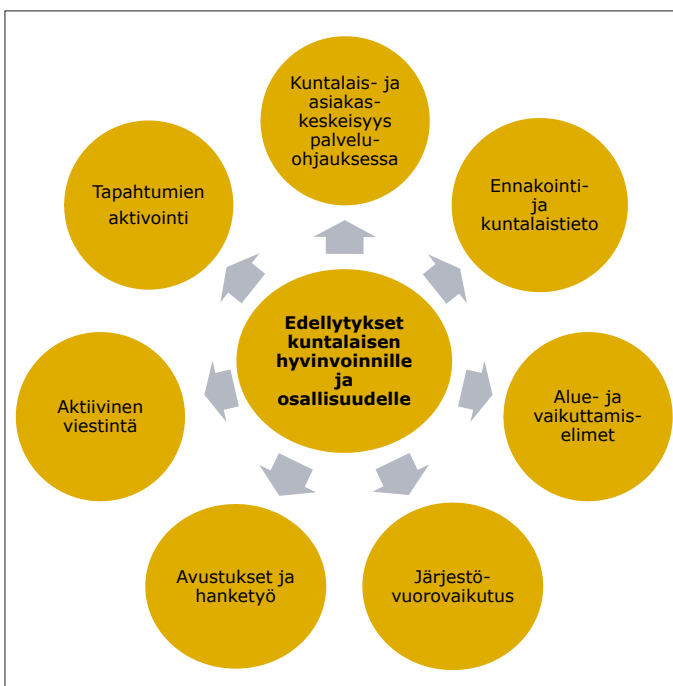 Kuntalais- ja
asiakas-
keskeisyys
palvelu-
ohjauksessa
Ennakointi-
ja
kuntalaistieto
Alue- ja
vaikuttamis-
elimet
Järjestö-
vuorovaikutus
Avustukset ja
hanketyö
Aktiivinen
viestintä
Tapahtumien
aktivointi
Edellytykset
kuntalaisen
hyvinvoinnille
ja
osallisuudelle